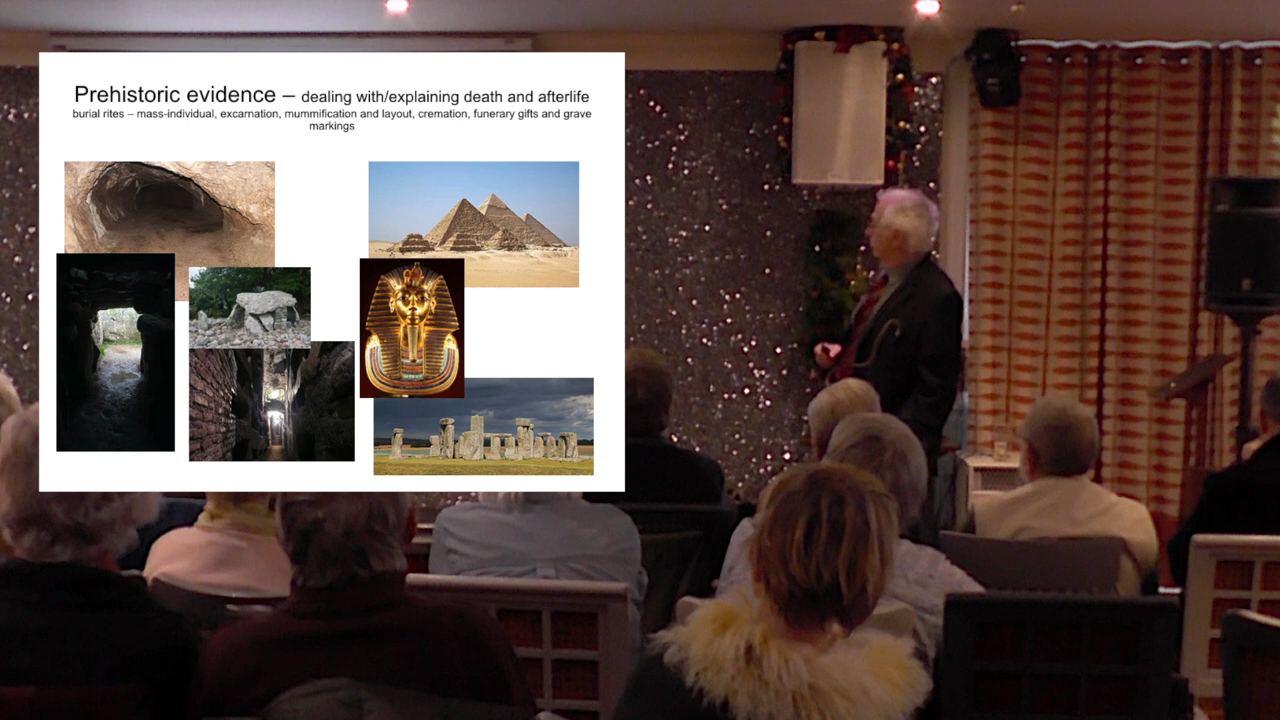 Prehistoric evidence – dealing with/explaining death and afterlife
burial rites – mass-individual, excarnation, mummification and layout, cremation, funerary gifts and grave
markings